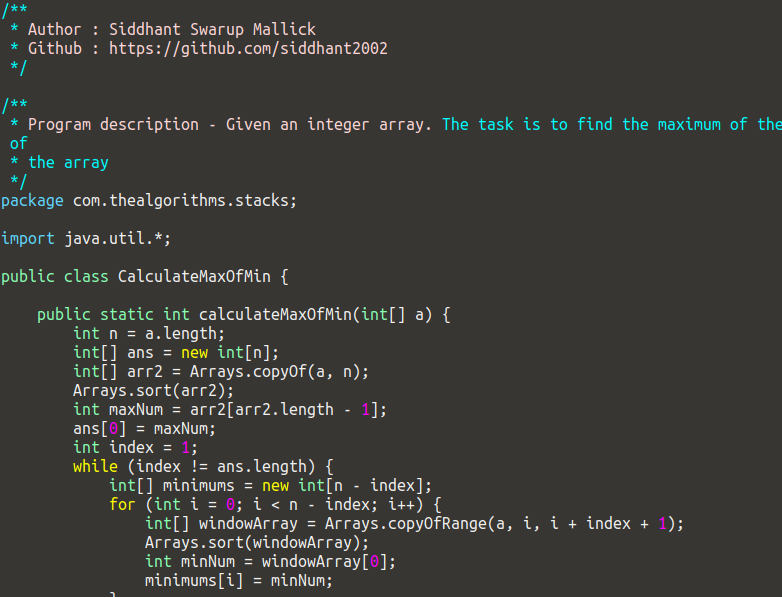 /**
 * Author : Siddhant Swarup Mallick
 * Github : https://github.com/siddhant2002
 */

/**
 * Program description - Given an integer array. The task is to find the maximum of the
 of
 * the array
 */
package com.thealgorithms.stacks;

import java.util.*;

public class CalculateMaxOfMin {

    public static int calculateMaxOfMin(int[] a) {
        int n = a.length;
        int[] ans = new int[n];
        int[] arr2 = Arrays.copyOf(a, n);
        Arrays.sort(arr2);
        int maxNum = arr2[arr2.length - 1];
        ans[0] = maxNum;
        int index = 1;
        while (index != ans.length) {
            int[] minimums = new int[n - index];
            for (int i = 0; i < n - index; i++) {
                int[] windowArray = Arrays.copyOfRange(a, i, i + index + 1);
                Arrays.sort(windowArray);
                int minNum = windowArray[0];
                minimums[i] = minNum;
            }